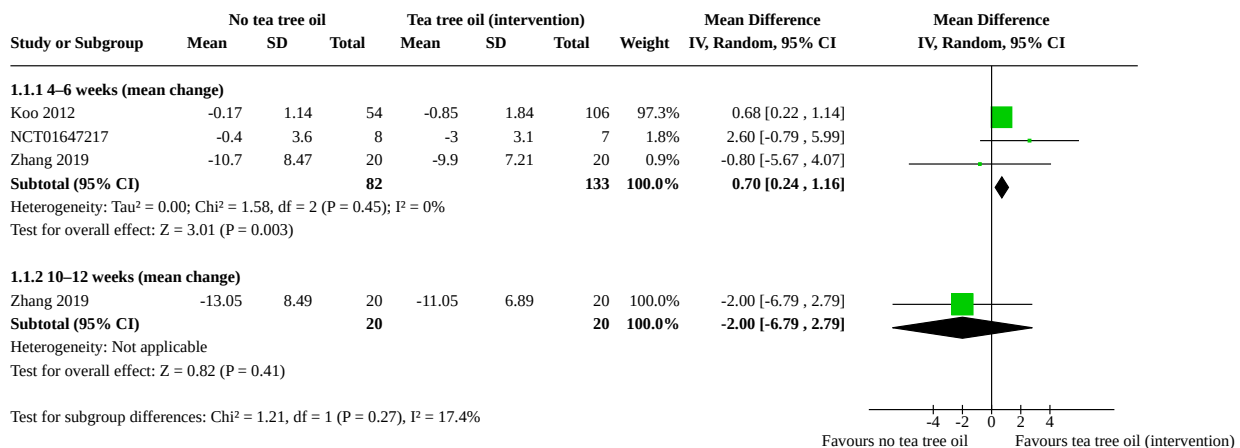 No tea tree oil Tea tree oil (intervention) Mean Difference Mean Difference
Study or Subgroup Mean SD Total Mean SD Total Weight IV, Random, 95% CI IV, Random, 95% CI
1.1.1 4–6 weeks (mean change)
Koo 2012 -0.17 1.14 54 -0.85 1.84 106 97.3% 0.68 [0.22 , 1.14]
NCT01647217 -0.4 3.6 8 -3 3.1 7 1.8% 2.60 [-0.79 , 5.99]
Zhang 2019 -10.7 8.47 20 -9.9 7.21 20 0.9% -0.80 [-5.67 , 4.07]
Subtotal (95% CI) 82 133 100.0% 0.70 [0.24 , 1.16]
Heterogeneity: Tau² = 0.00; Chi² = 1.58, df = 2 (P = 0.45); I² = 0%
Test for overall effect: Z = 3.01 (P = 0.003)
1.1.2 10–12 weeks (mean change)
Zhang 2019 -13.05 8.49 20 -11.05 6.89 20 100.0% -2.00 [-6.79 , 2.79]
Subtotal (95% CI) 20 20 100.0% -2.00 [-6.79 , 2.79]
Heterogeneity: Not applicable
Test for overall effect: Z = 0.82 (P = 0.41)
Test for subgroup differences: Chi² = 1.21, df = 1 (P = 0.27), I² = 17.4%
-4 -2 0 2 4
Favours no tea tree oil Favours tea tree oil (intervention)